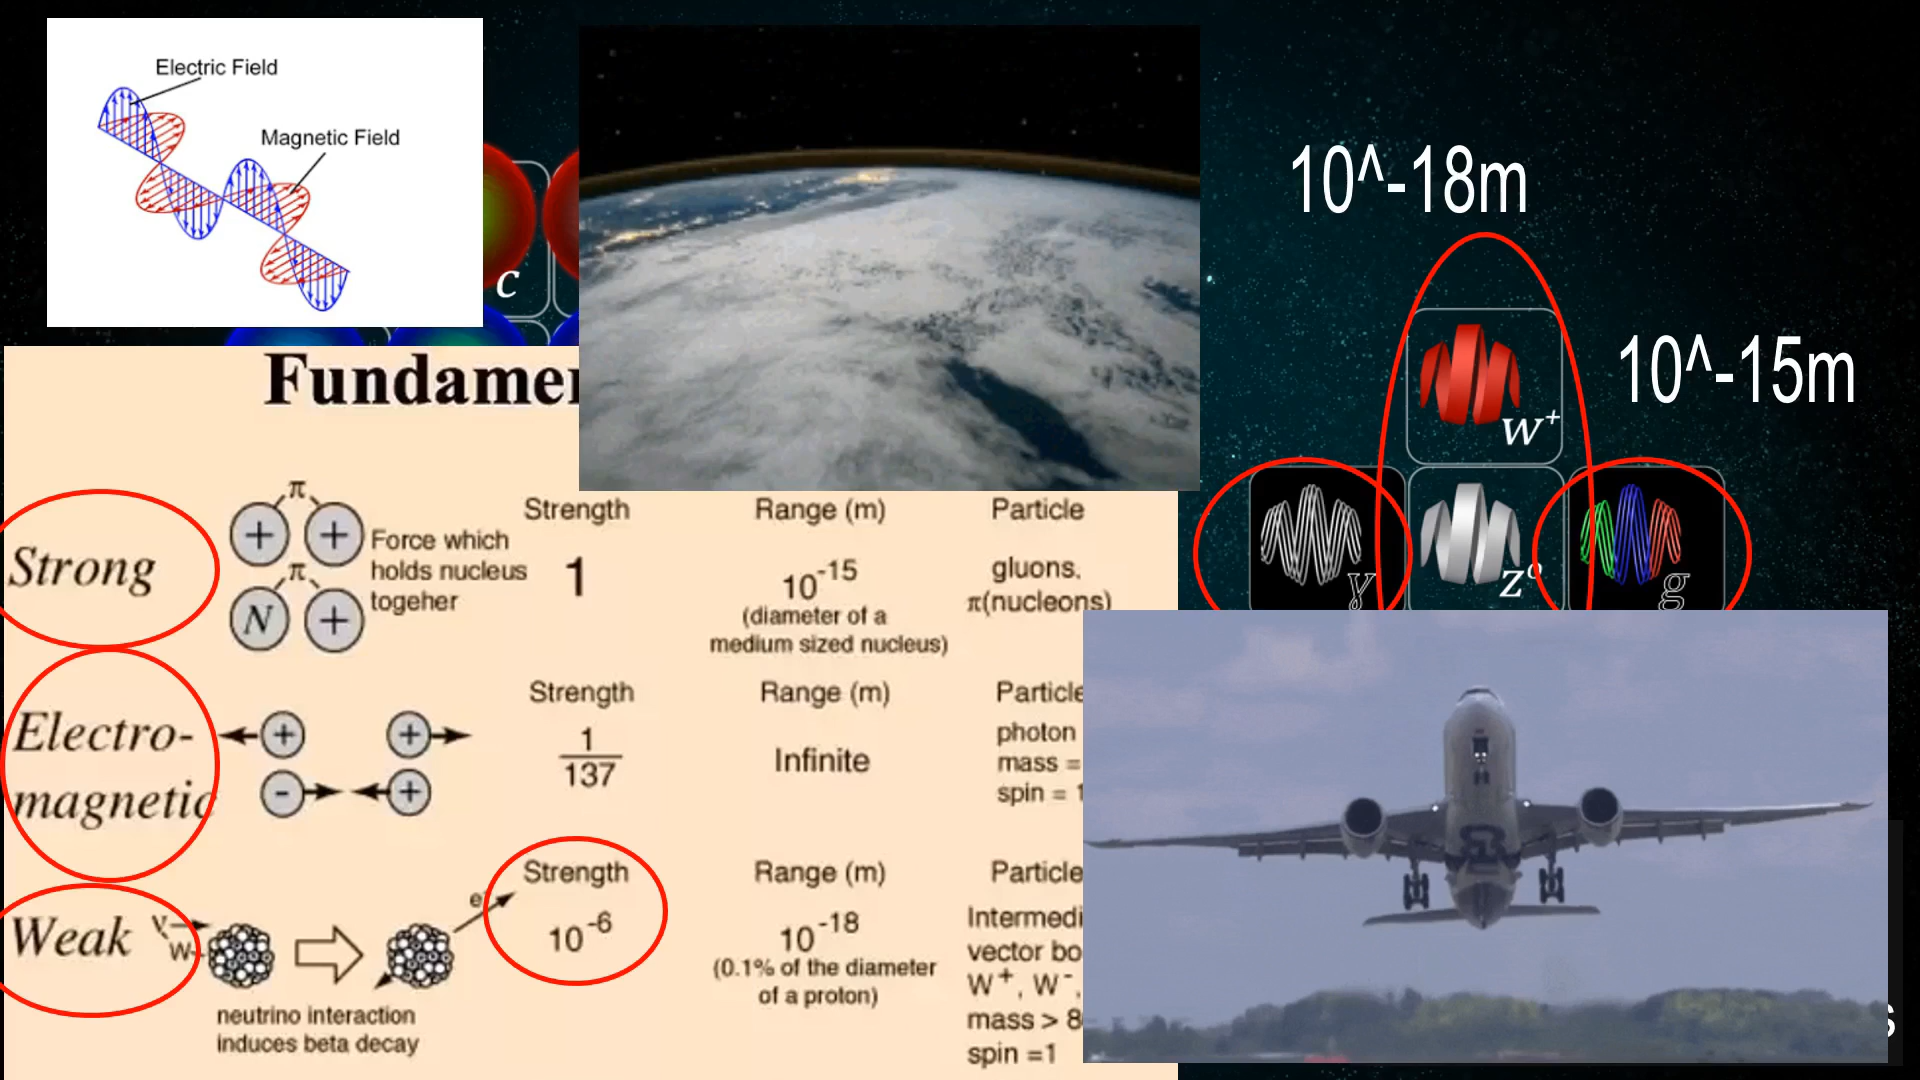 Electric Field
Magnetic Field
c
10^-18m
10^-15m
W+
γ
Z0
g
Strong
π
+ +
π
N +
Force which
holds nucleus
togeher
Strength
1
Range (m)
10-15
(diameter of a
medium sized nucleus)
Particle
gluons.
π(nucleons)
Electro-
magnetic
+ +
- +
Strength
1
137
Range (m)
Infinite
Particle
photon
mass =
spin = 1
Weak
ν
W
e
neutrino interaction
induces beta decay
Strength
10-6
Range (m)
10-18
(0.1% of the diameter
of a proton)
Particle
vector bo
W+, W-,
mass > 8
spin =1
s